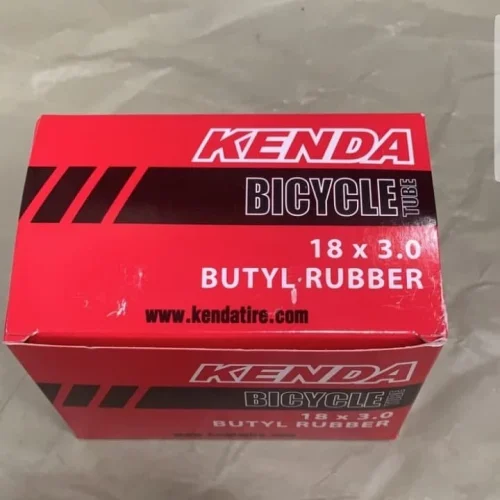 KENDA
BICYCLE TUBE
18 x 3.0
BUTYL RUBBER
www.kendatire.com
KENDA
BICYCLE TUBE
18 x 3.0
BUTYL RUBBER